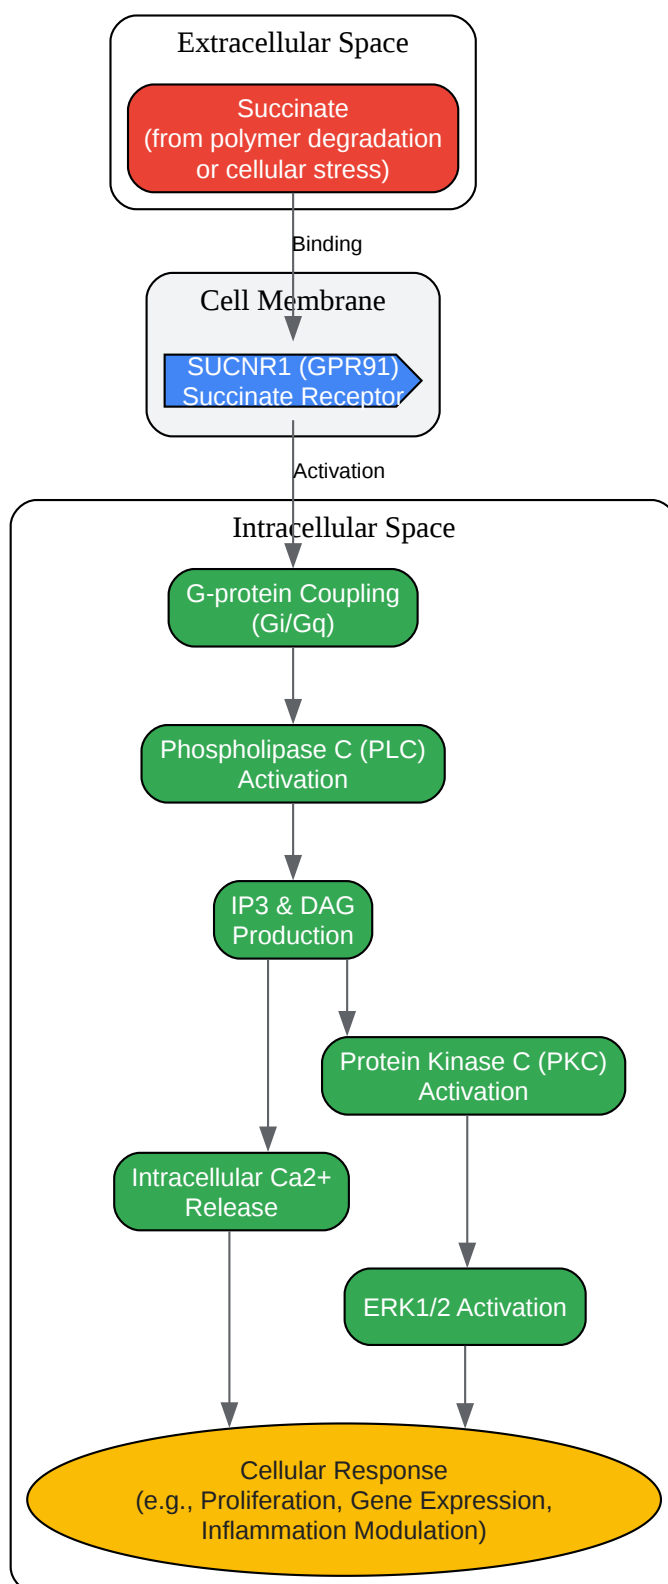 Extracellular Space
Succinate
(from polymer degradation
or cellular stress)
Binding
Cell Membrane
SUCNR1 (GPR91)
Succinate Receptor
Activation
Intracellular Space
G-protein Coupling
(Gi/Gq)
Phospholipase C (PLC)
Activation
IP3 & DAG
Production
Protein Kinase C (PKC)
Activation
Intracellular Ca2+
Release
ERK1/2 Activation
Cellular Response
(e.g., Proliferation, Gene Expression,
Inflammation Modulation)